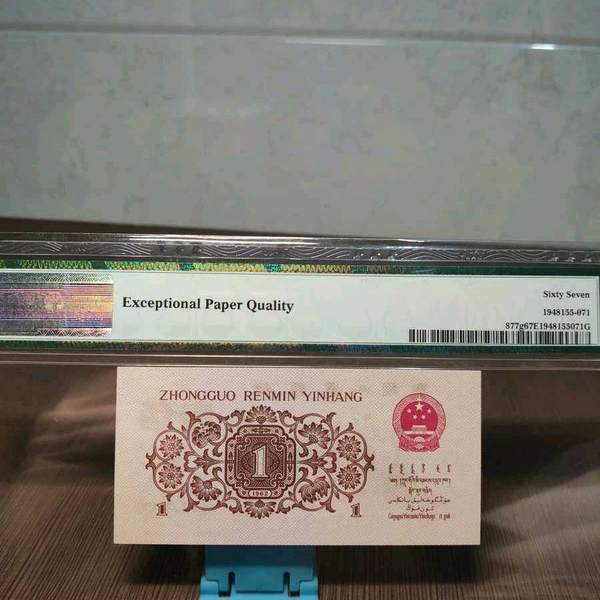 Exceptional Paper Quality
Sixty Seven
1948155-071
877g67E1948155071G
ZHONGGUO RENMIN YINHANG
1
1962
1
1